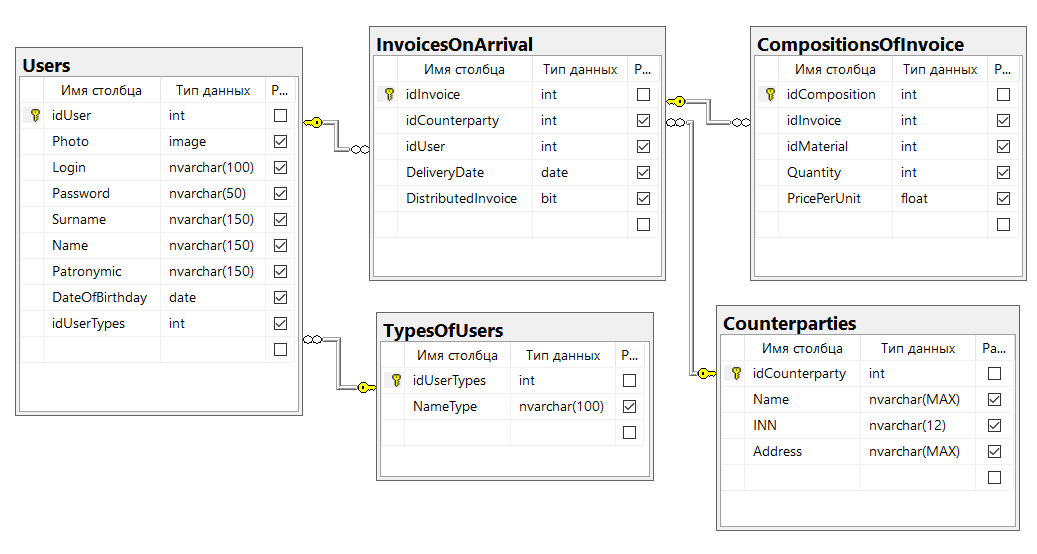 Users
Имя столбца Тип данных Р...
idUser int
Photo image
Login nvarchar(100)
Password nvarchar(50)
Surname nvarchar(150)
Name nvarchar(150)
Patronymic nvarchar(150)
DateOfBirthday date
idUserTypes int
InvoicesOnArrival
Имя столбца Тип данных Р...
idInvoice int
idCounterparty int
idUser int
DeliveryDate date
DistributedInvoice bit
CompositionsOfInvoice
Имя столбца Тип данных Р...
idComposition int
idInvoice int
idMaterial int
Quantity int
PricePerUnit float
TypesOfUsers
Имя столбца Тип данных Р...
idUserTypes int
NameType nvarchar(100)
Counterparties
Имя столбца Тип данных Ра...
idCounterparty int
Name nvarchar(MAX)
INN nvarchar(12)
Address nvarchar(MAX)